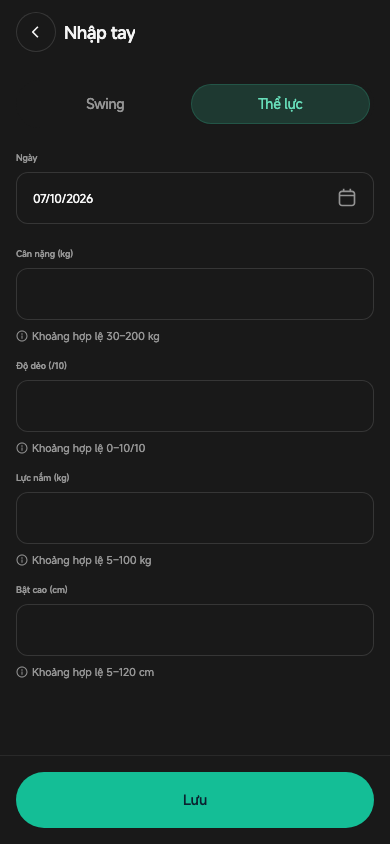 Nhập tay
Swing
Thể lực
Ngày
07/10/2026
Cân nặng (kg)
Khoảng hợp lệ 30–200 kg
Độ dẻo (/10)
Khoảng hợp lệ 0–10/10
Lực nắm (kg)
Khoảng hợp lệ 5–100 kg
Bật cao (cm)
Khoảng hợp lệ 5–120 cm
Lưu